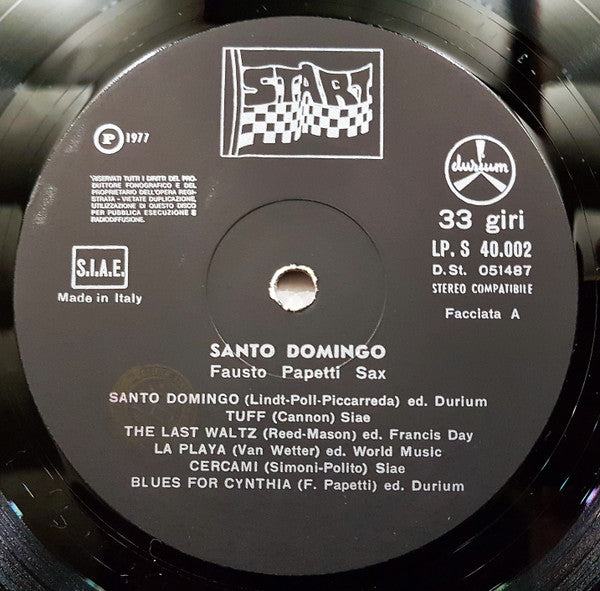 START
P 1977
RISERVATI TUTTI I DIRITTI DEL PRO-
DUTTORE FONOGRAFICO E DEL
PROPRIETARIO DELL'OPERA REGI-
STRATA - VIETATE DUPLICAZIONE,
UTILIZZAZIONE DI QUESTO DISCO
PER PUBBLICA ESECUZIONE E
RADIODIFFUSIONE.
durium
33 giri
LP. S 40.002
D. St. 051487
STEREO COMPATIBILE
Facciata A
S.I.A.E.
Made in Italy
SANTO DOMINGO
Fausto Papetti Sax
SANTO DOMINGO (Lindt-Poll-Piccarreda) ed. Durium
TUFF (Cannon) Siae
THE LAST WALTZ (Reed-Mason) ed. Francis Day
LA PLAYA (Van Wetter) ed. World Music
CERCAMI (Simoni-Polito) Siae
BLUES FOR CYNTHIA (F. Papetti) ed. Durium